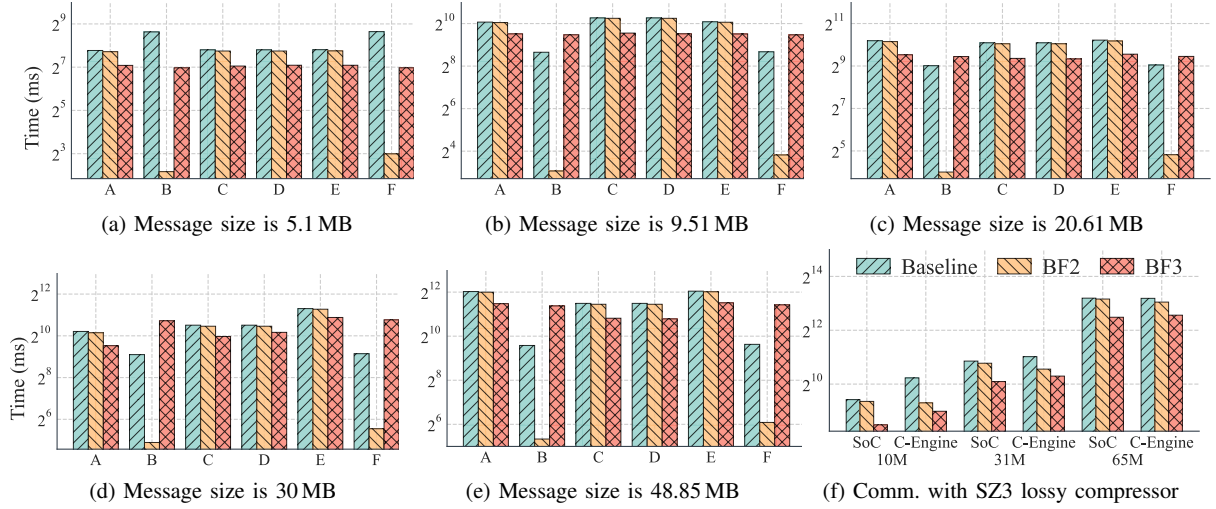 2^9
2^7
2^5
2^3
Time (ms)
A B C D E F
(a) Message size is 5.1 MB
2^10
2^8
2^6
2^4
A B C D E F
(b) Message size is 9.51 MB
2^11
2^9
2^7
2^5
A B C D E F
(c) Message size is 20.61 MB
2^12
2^10
2^8
2^6
Time (ms)
A B C D E F
(d) Message size is 30 MB
2^12
2^10
2^8
2^6
A B C D E F
(e) Message size is 48.85 MB
Baseline BF2 BF3
2^14
2^12
2^10
SoC C-Engine SoC C-Engine SoC C-Engine
10M 31M 65M
(f) Comm. with SZ3 lossy compressor